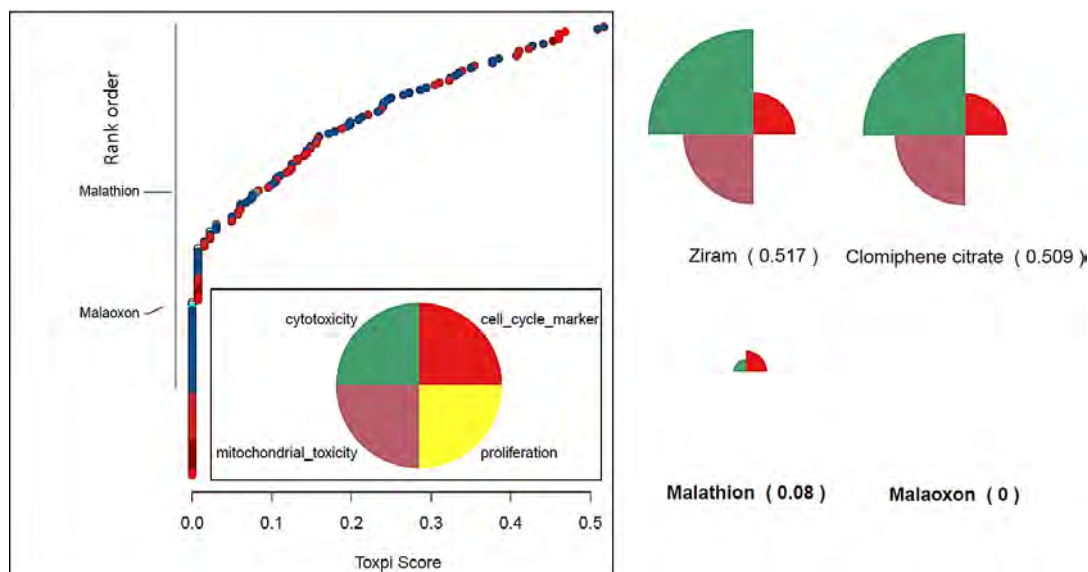 Rank order
Malathion
Malaoxon
cytotoxicity
cell_cycle_marker
mitochondrial_toxicity
proliferation
0.0 0.1 0.2 0.3 0.4 0.5
Toxpi Score
Ziram ( 0.517 )
Clomiphene citrate ( 0.509 )
Malathion ( 0.08 )
Malaoxon ( 0 )